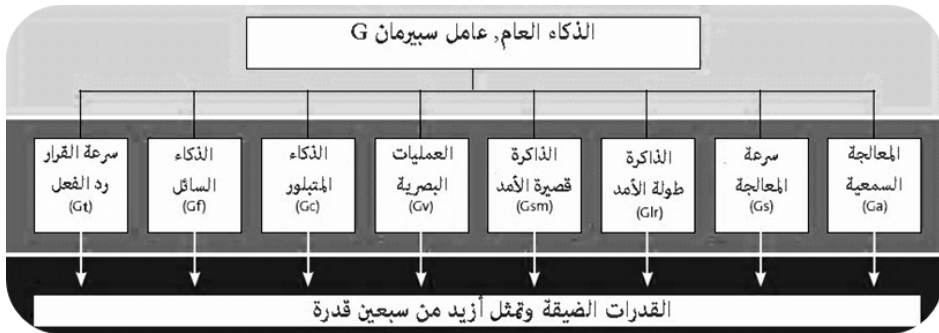 الذكاء العام, عامل سبيرمان G
المعالجة
السمعية
(Ga)
سرعة
المعالجة
(Gs)
الذاكرة
طولة الأمد
(Glr)
الذاكرة
قصيرة الأمد
(Gsm)
العمليات
البصرية
(Gv)
الذكاء
المتبلور
(Gc)
الذكاء
السائل
(Gf)
سرعة القرار
رد الفعل
(Gt)
القدرات الضيقة وتمثل أزيد من سبعين قدرة